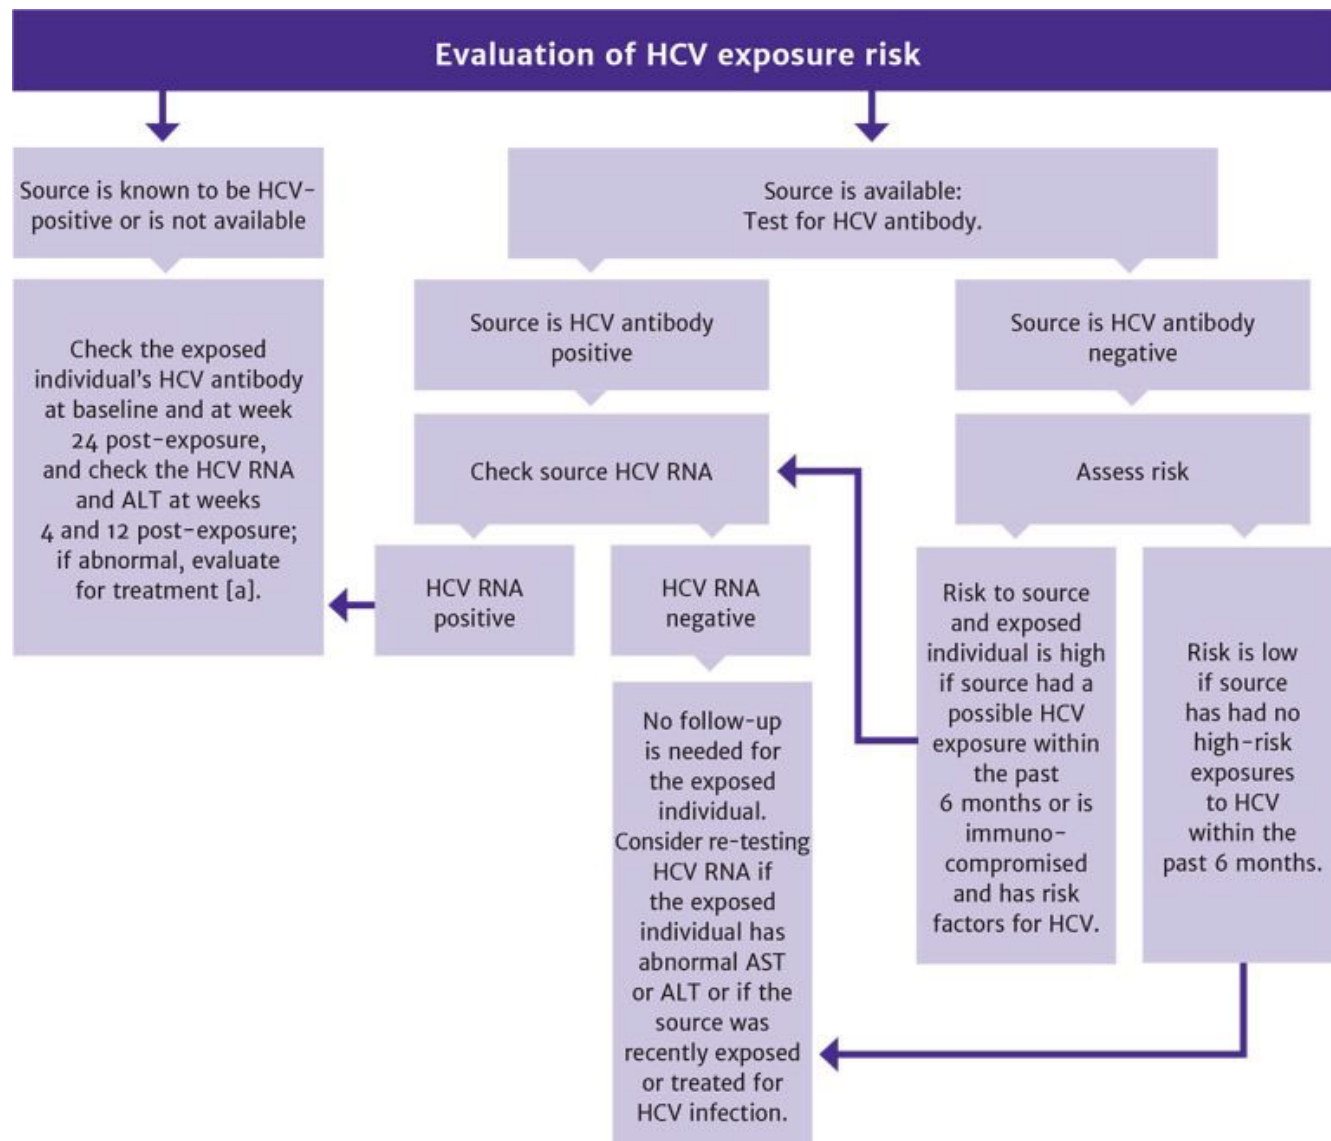 Evaluation of HCV exposure risk
Source is known to be HCV-
positive or is not available
Check the exposed
individual's HCV antibody
at baseline and at week
24 post-exposure,
and check the HCV RNA
and ALT at weeks
4 and 12 post-exposure;
if abnormal, evaluate
for treatment [a].
Source is available:
Test for HCV antibody.
Source is HCV antibody
positive
Check source HCV RNA
HCV RNA
positive
HCV RNA
negative
No follow-up
is needed for
the exposed
individual.
Consider re-testing
HCV RNA if
the exposed
individual has
abnormal AST
or ALT or if the
source was
recently exposed
or treated for
HCV infection.
Source is HCV antibody
negative
Assess risk
Risk to source
and exposed
individual is high
if source had a
possible HCV
exposure within
the past
6 months or is
immuno-
compromised
and has risk
factors for HCV.
Risk is low
if source
has had no
high-risk
exposures
to HCV
within the
past 6 months.